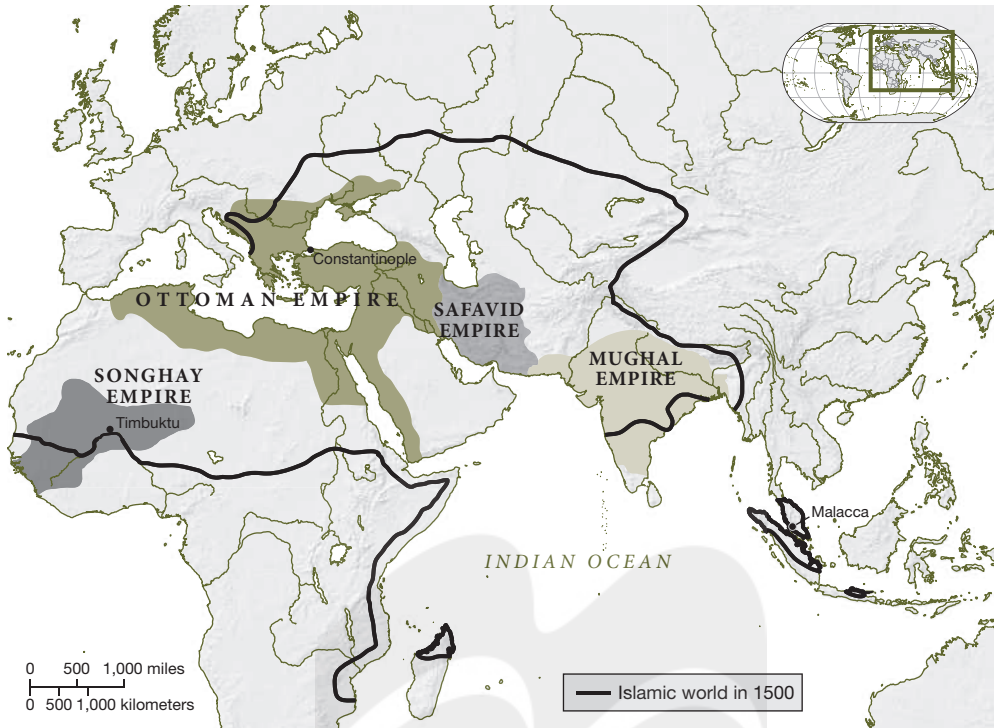 Constantinople
OTTOMAN EMPIRE
SAFAVID
EMPIRE
MUGHAL
EMPIRE
SONGHAY
EMPIRE
Timbuktu
Malacca
INDIAN OCEAN
0 500 1,000 miles
0 500 1,000 kilometers
Islamic world in 1500